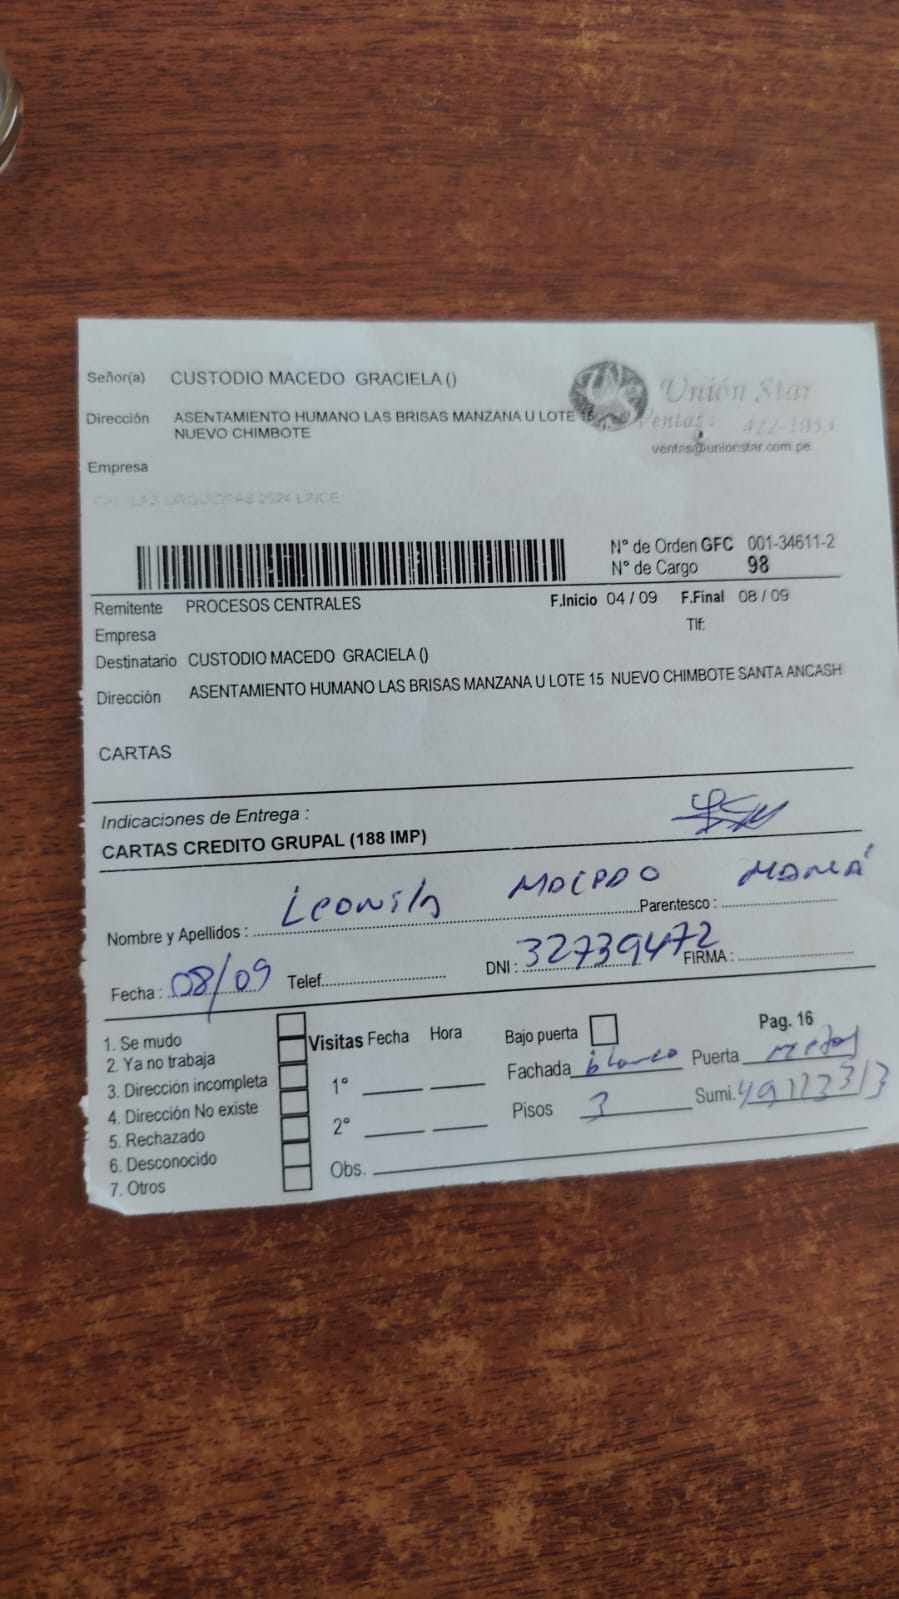 Señor(a) CUSTODIO MACEDO GRACIELA ()
Unión Star
Dirección ASENTAMIENTO HUMANO LAS BRISAS MANZANA U LOTE 15
Ventas: 422-1053
NUEVO CHIMBOTE
ventas@unionstar.com.pe
Empresa
LINCE
Nº de Orden GFC 001-34611-2
Nº de Cargo 98
Remitente PROCESOS CENTRALES F.Inicio 04 / 09 F.Final 08 / 09
Empresa Tlf:
Destinatario CUSTODIO MACEDO GRACIELA ()
Dirección ASENTAMIENTO HUMANO LAS BRISAS MANZANA U LOTE 15 NUEVO CHIMBOTE SANTA ANCASH
CARTAS
Indicaciones de Entrega :
CARTAS CREDITO GRUPAL (188 IMP)
Nombre y Apellidos : Leonila MACEDO Parentesco : MAMÁ
Fecha : 08/09 Telef. DNI : 32739472 FIRMA :
1. Se mudo
2. Ya no trabaja
3. Dirección incompleta
4. Dirección No existe
5. Rechazado
6. Desconocido
7. Otros
Visitas Fecha Hora
1º
2º
Obs.
Bajo puerta Pag. 16
Fachada blanco Puerta metal
Pisos 3 Sumi.